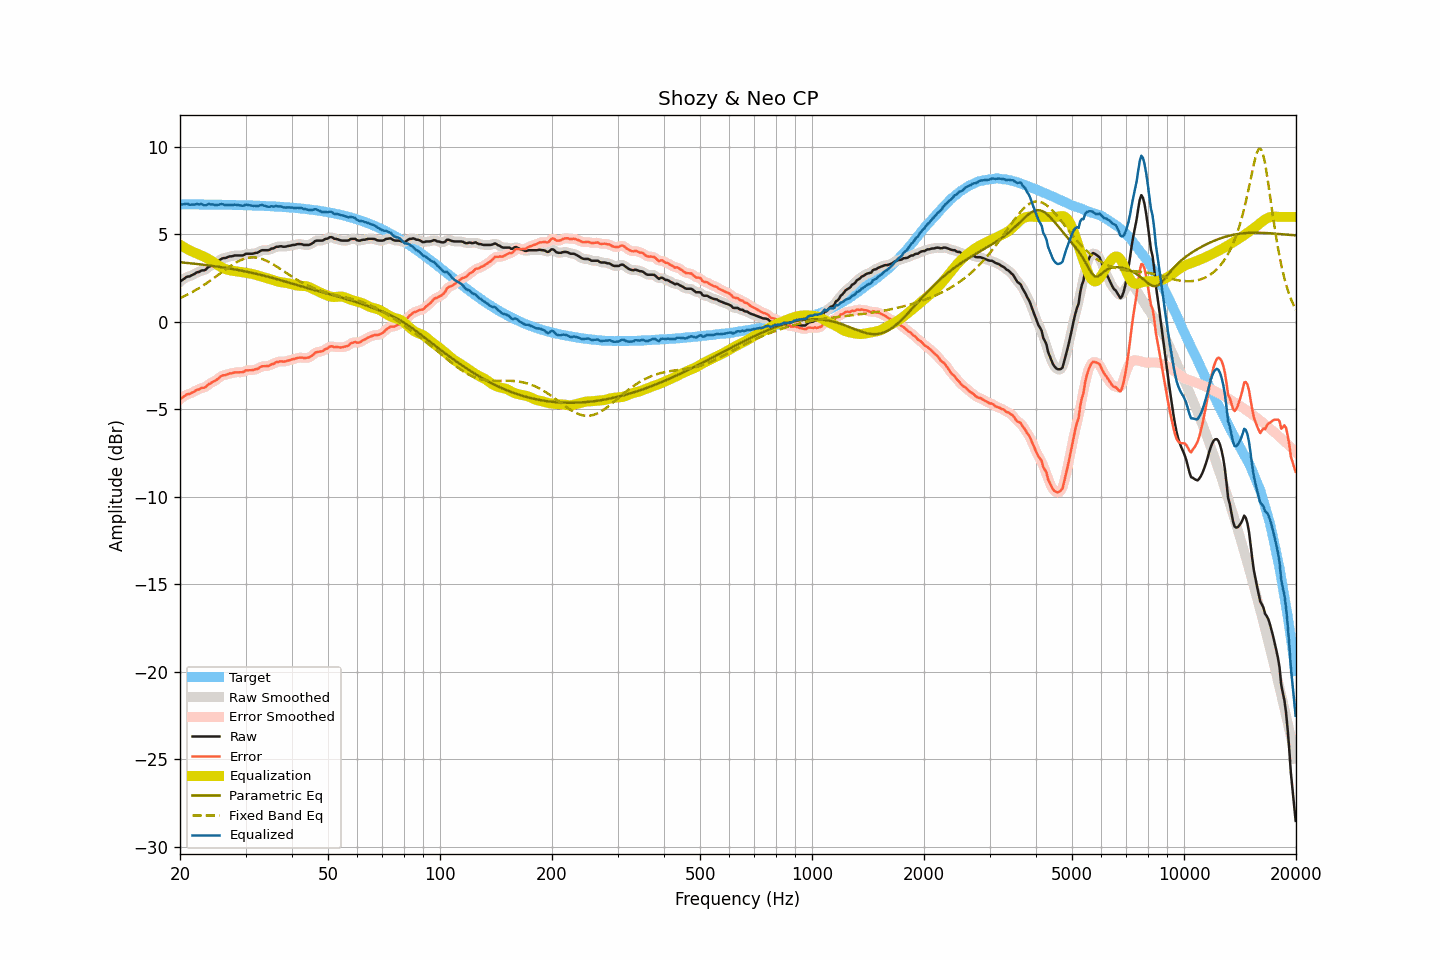 Shozy & Neo CP
Amplitude (dBr)
10
5
0
−5
−10
−15
−20
−25
−30
Target
Raw Smoothed
Error Smoothed
Raw
Error
Equalization
Parametric Eq
Fixed Band Eq
Equalized
20 50 100 200 500 1000 2000 5000 10000 20000
Frequency (Hz)